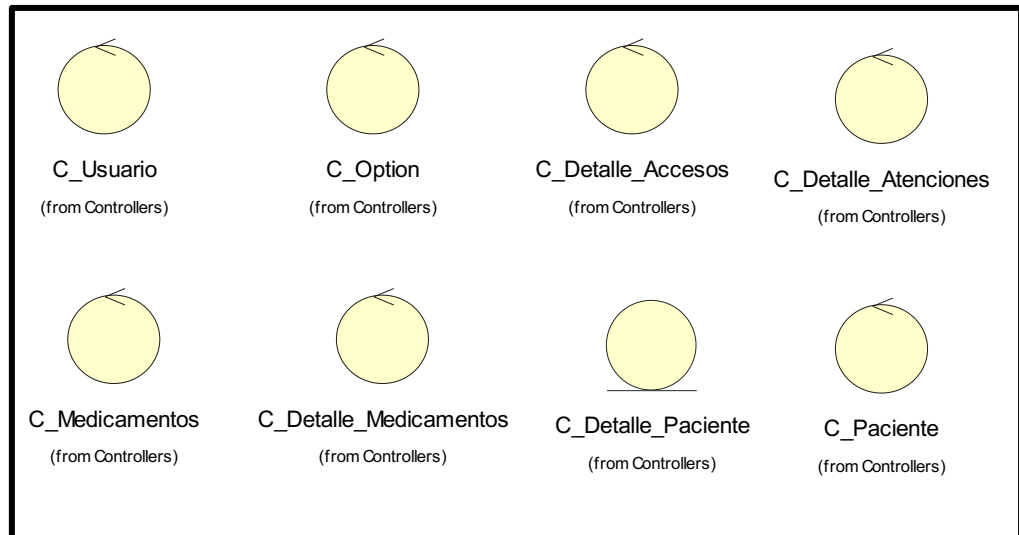 C_Usuario
(from Controllers)
C_Option
(from Controllers)
C_Detalle_Accesos
(from Controllers)
C_Detalle_Atenciones
(from Controllers)
C_Medicamentos
(from Controllers)
C_Detalle_Medicamentos
(from Controllers)
C_Detalle_Paciente
(from Controllers)
C_Paciente
(from Controllers)